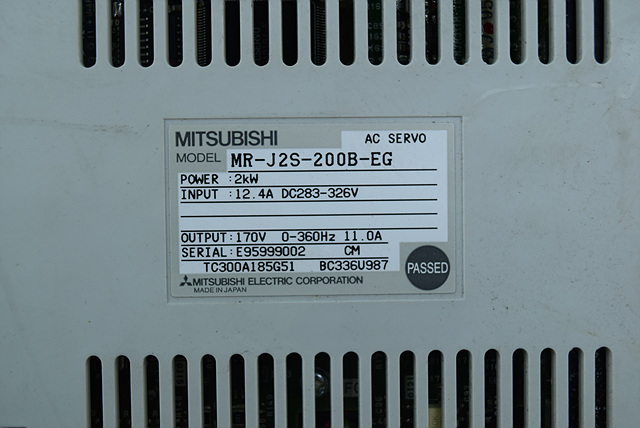 MITSUBISHI
AC SERVO
MODEL MR-J2S-200B-EG
POWER :2kW
INPUT :12.4A DC283-326V
OUTPUT:170V 0-360Hz 11.0A
SERIAL:E95999002 CM
TC300A185G51 BC336U987
PASSED
MITSUBISHI ELECTRIC CORPORATION
MADE IN JAPAN